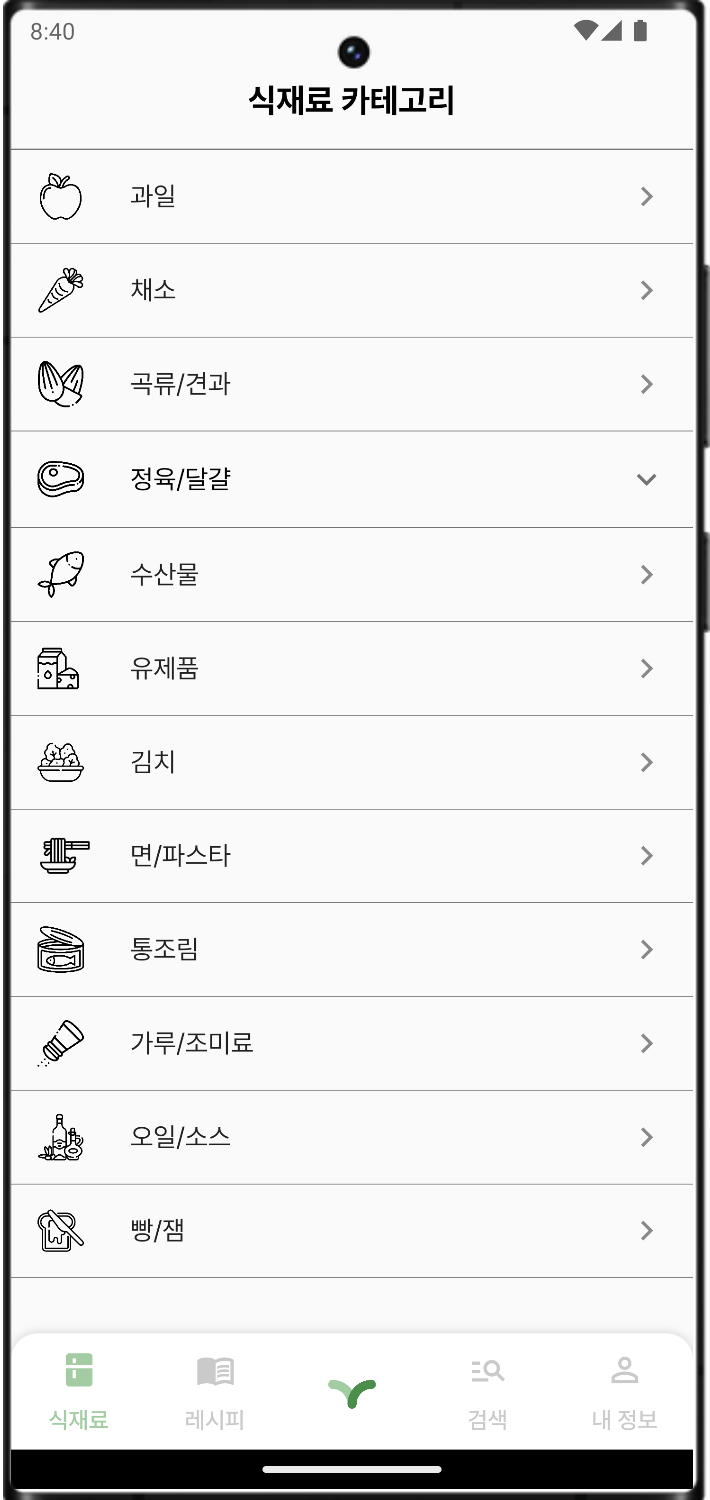 8:40
식재료 카테고리
과일
채소
곡류/견과
정육/달걀
수산물
유제품
김치
면/파스타
통조림
가루/조미료
오일/소스
빵/잼
식재료
레시피
검색
내 정보